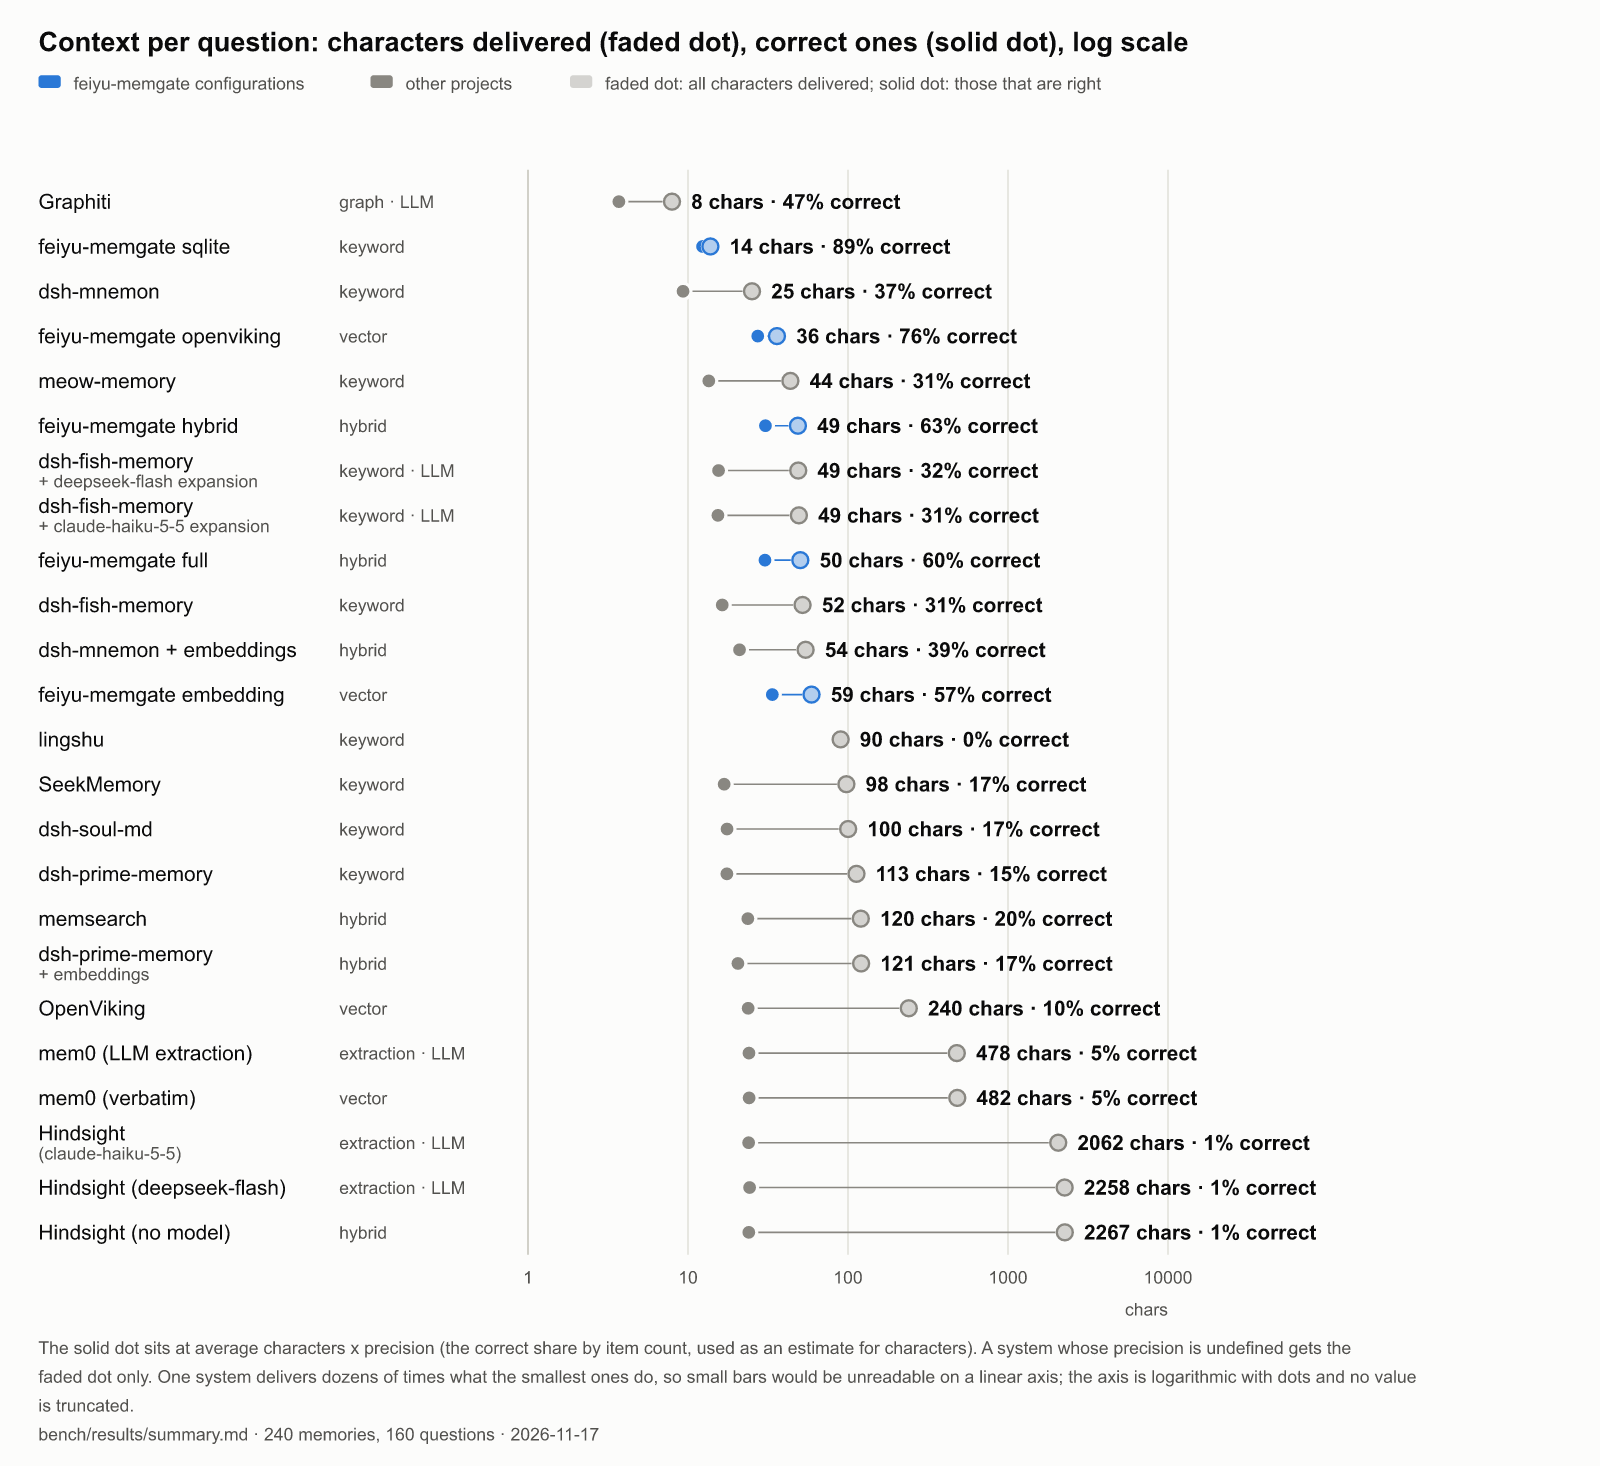 Context per question: characters delivered (faded dot), correct ones (solid dot), log scale
feiyu-memgate configurations other projects faded dot: all characters delivered; solid dot: those that are right
Graphiti graph · LLM 8 chars · 47% correct
feiyu-memgate sqlite keyword 14 chars · 89% correct
dsh-mnemon keyword 25 chars · 37% correct
feiyu-memgate openviking vector 36 chars · 76% correct
meow-memory keyword 44 chars · 31% correct
feiyu-memgate hybrid hybrid 49 chars · 63% correct
dsh-fish-memory
+ deepseek-flash expansion
keyword · LLM 49 chars · 32% correct
dsh-fish-memory
+ claude-haiku-5-5 expansion
keyword · LLM 49 chars · 31% correct
feiyu-memgate full hybrid 50 chars · 60% correct
dsh-fish-memory keyword 52 chars · 31% correct
dsh-mnemon + embeddings hybrid 54 chars · 39% correct
feiyu-memgate embedding vector 59 chars · 57% correct
lingshu keyword 90 chars · 0% correct
SeekMemory keyword 98 chars · 17% correct
dsh-soul-md keyword 100 chars · 17% correct
dsh-prime-memory keyword 113 chars · 15% correct
memsearch hybrid 120 chars · 20% correct
dsh-prime-memory
+ embeddings
hybrid 121 chars · 17% correct
OpenViking vector 240 chars · 10% correct
mem0 (LLM extraction) extraction · LLM 478 chars · 5% correct
mem0 (verbatim) vector 482 chars · 5% correct
Hindsight
(claude-haiku-5-5)
extraction · LLM 2062 chars · 1% correct
Hindsight (deepseek-flash) extraction · LLM 2258 chars · 1% correct
Hindsight (no model) hybrid 2267 chars · 1% correct
1 10 100 1000 10000
chars
The solid dot sits at average characters x precision (the correct share by item count, used as an estimate for characters). A system whose precision is undefined gets the
faded dot only. One system delivers dozens of times what the smallest ones do, so small bars would be unreadable on a linear axis; the axis is logarithmic with dots and no value
is truncated.
bench/results/summary.md · 240 memories, 160 questions · 2026-11-17